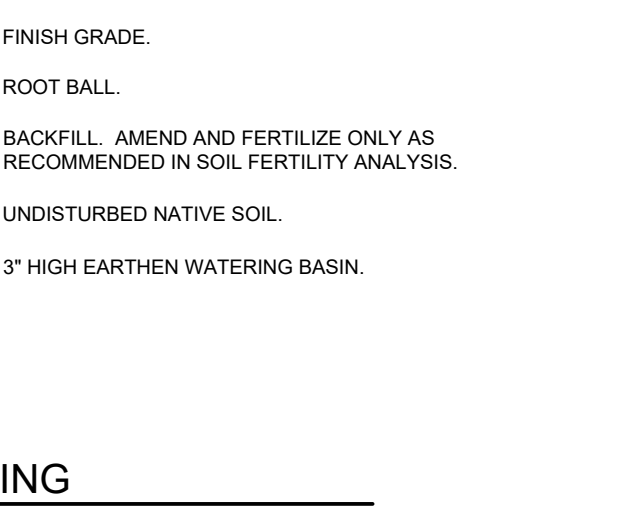 FINISH GRADE.
ROOT BALL.
BACKFILL. AMEND AND FERTILIZE ONLY AS
RECOMMENDED IN SOIL FERTILITY ANALYSIS.
UNDISTURBED NATIVE SOIL.
3" HIGH EARTHEN WATERING BASIN.
ING